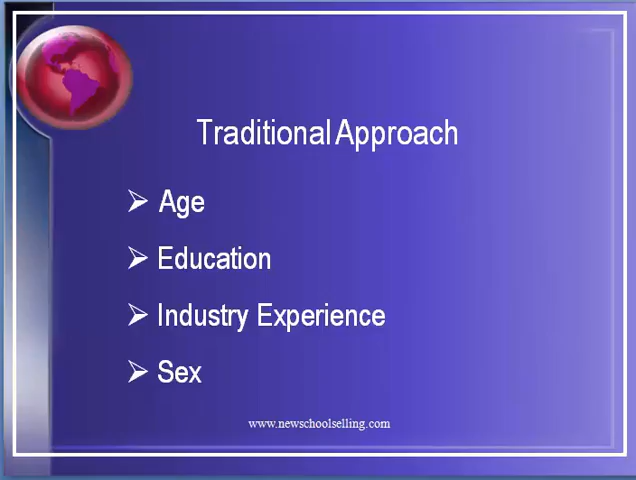 Traditional Approach
Age
Education
Industry Experience
Sex
www.newschoolselling.com